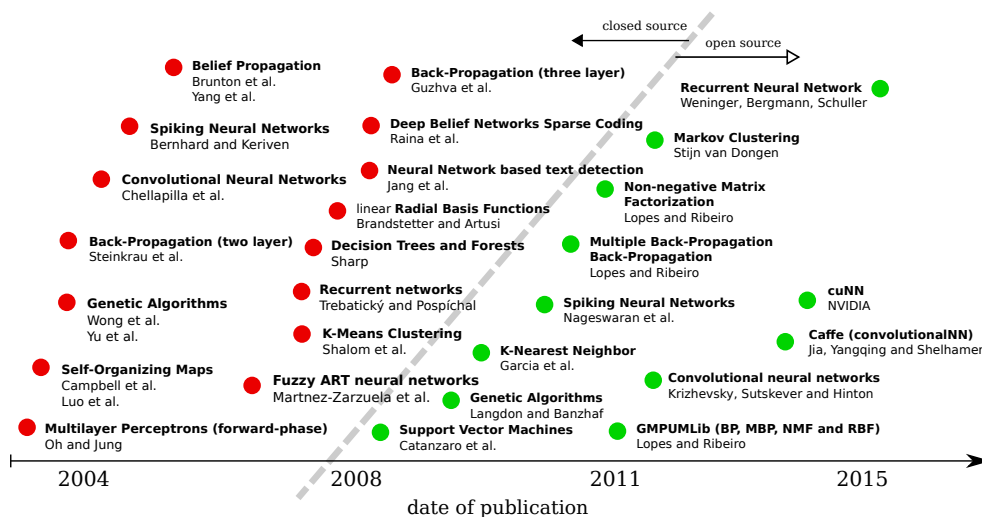 closed source
open source
Belief Propagation
Brunton et al.
Yang et al.
Back-Propagation (three layer)
Guzhva et al.
Recurrent Neural Network
Weninger, Bergmann, Schuller
Spiking Neural Networks
Bernhard and Keriven
Deep Belief Networks Sparse Coding
Raina et al.
Markov Clustering
Stijn van Dongen
Convolutional Neural Networks
Chellapilla et al.
Neural Network based text detection
Jang et al.
Non-negative Matrix
Factorization
Lopes and Ribeiro
linear Radial Basis Functions
Brandstetter and Artusi
Back-Propagation (two layer)
Steinkrau et al.
Decision Trees and Forests
Sharp
Multiple Back-Propagation
Back-Propagation
Lopes and Ribeiro
Genetic Algorithms
Wong et al.
Yu et al.
Recurrent networks
Trebatický and Pospíchal
Spiking Neural Networks
Nageswaran et al.
cuNN
NVIDIA
K-Means Clustering
Shalom et al.
K-Nearest Neighbor
Garcia et al.
Caffe (convolutionalNN)
Jia, Yangqing and Shelhamer
Self-Organizing Maps
Campbell et al.
Luo et al.
Fuzzy ART neural networks
Martnez-Zarzuela et al.
Genetic Algorithms
Langdon and Banzhaf
Convolutional neural networks
Krizhevsky, Sutskever and Hinton
Multilayer Perceptrons (forward-phase)
Oh and Jung
Support Vector Machines
Catanzaro et al.
GMPUMLib (BP, MBP, NMF and RBF)
Lopes and Ribeiro
2004
2008
2011
2015
date of publication